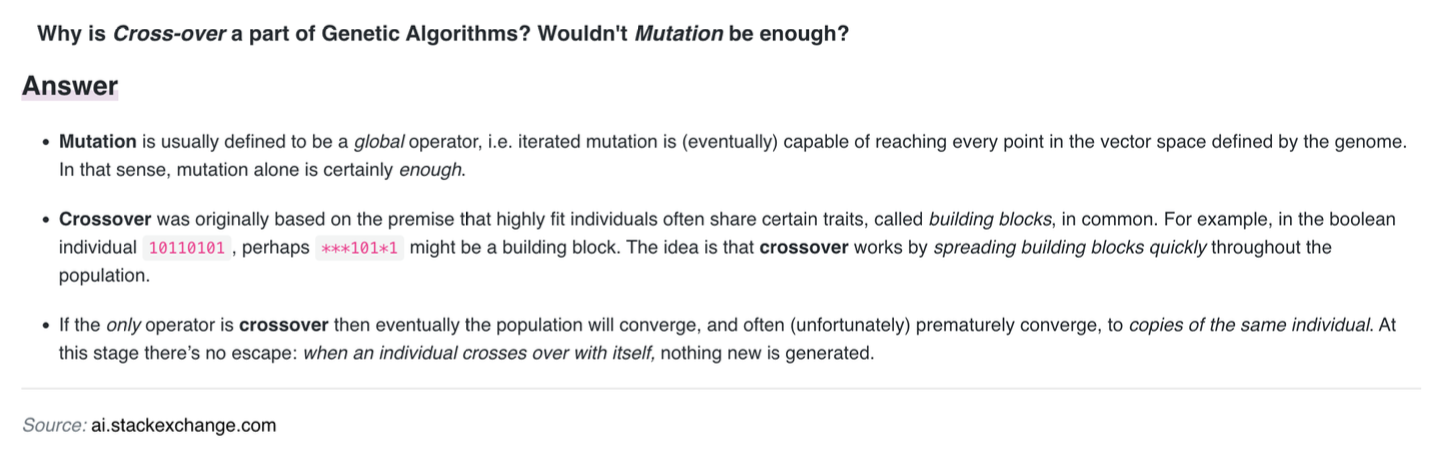 Why is Cross-over a part of Genetic Algorithms? Wouldn't Mutation be enough?
Answer
• Mutation is usually defined to be a global operator, i.e. iterated mutation is (eventually) capable of reaching every point in the vector space defined by the genome.
In that sense, mutation alone is certainly enough.
• Crossover was originally based on the premise that highly fit individuals often share certain traits, called building blocks, in common. For example, in the boolean
individual 10110101 , perhaps ***101*1 might be a building block. The idea is that crossover works by spreading building blocks quickly throughout the
population.
• If the only operator is crossover then eventually the population will converge, and often (unfortunately) prematurely converge, to copies of the same individual. At
this stage there’s no escape: when an individual crosses over with itself, nothing new is generated.
Source: ai.stackexchange.com